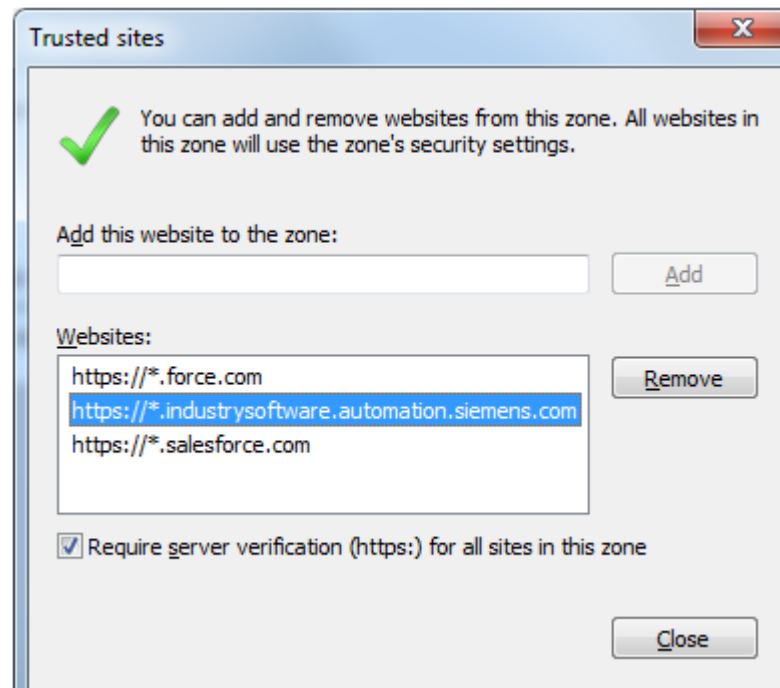 Trusted sites
You can add and remove websites from this zone. All websites in
this zone will use the zone's security settings.
Add this website to the zone:
Add
Websites:
https://*.force.com
Remove
https://*.industrysoftware.automation.siemens.com
https://*.salesforce.com
Require server verification (https:) for all sites in this zone
Close